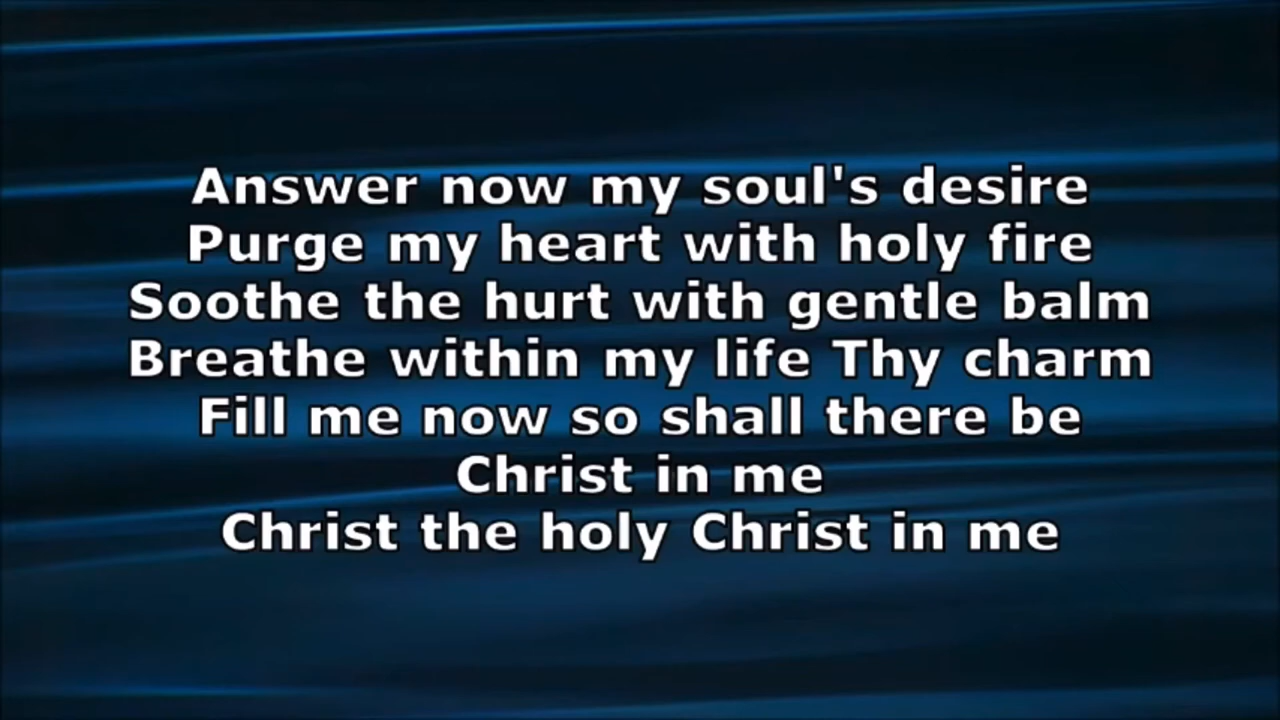 Answer now my soul's desire
Purge my heart with holy fire
Soothe the hurt with gentle balm
Breathe within my life Thy charm
Fill me now so shall there be
Christ in me
Christ the holy Christ in me